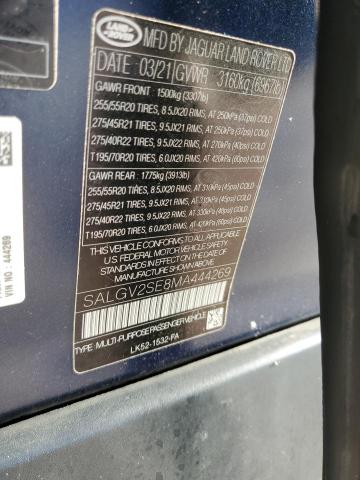 LAND ROVER
MFD BY JAGUAR LAND ROVER LTD
DATE 03/21 GVWR 3160kg (6967lb)
GAWR FRONT 1500kg (3307lb)
255/55R20 TIRES, 8.5JX20 RIMS, AT 250kPa (37psi) COLD
275/45R21 TIRES, 9.5JX21 RIMS, AT 250kPa (37psi) COLD
275/40R22 TIRES, 9.5JX22 RIMS, AT 270kPa (40psi) COLD
T195/70R20 TIRES, 6.0JX20 RIMS, AT 420kPa (60psi) COLD
GAWR REAR 1775kg (3913lb)
255/55R20 TIRES, 8.5JX20 RIMS, AT 310kPa (45psi) COLD
275/45R21 TIRES, 9.5JX21 RIMS, AT 310kPa (45psi) COLD
275/40R22 TIRES, 9.5JX22 RIMS, AT 330kPa (48psi) COLD
T195/70R20 TIRES, 6.0JX20 RIMS, AT 420kPa (60psi) COLD
THIS VEHICLE CONFORMS TO ALL APPLICABLE
U.S. FEDERAL MOTOR VEHICLE SAFETY AND
THEFT PREVENTION STANDARDS IN EFFECT ON
THE DATE OF MANUFACTURE SHOWN ABOVE.
SALGV2SE8MA444269
TYPE: MULTI-PURPOSE PASSENGER VEHICLE
LK52-1532-PA
VIN NO: 444269